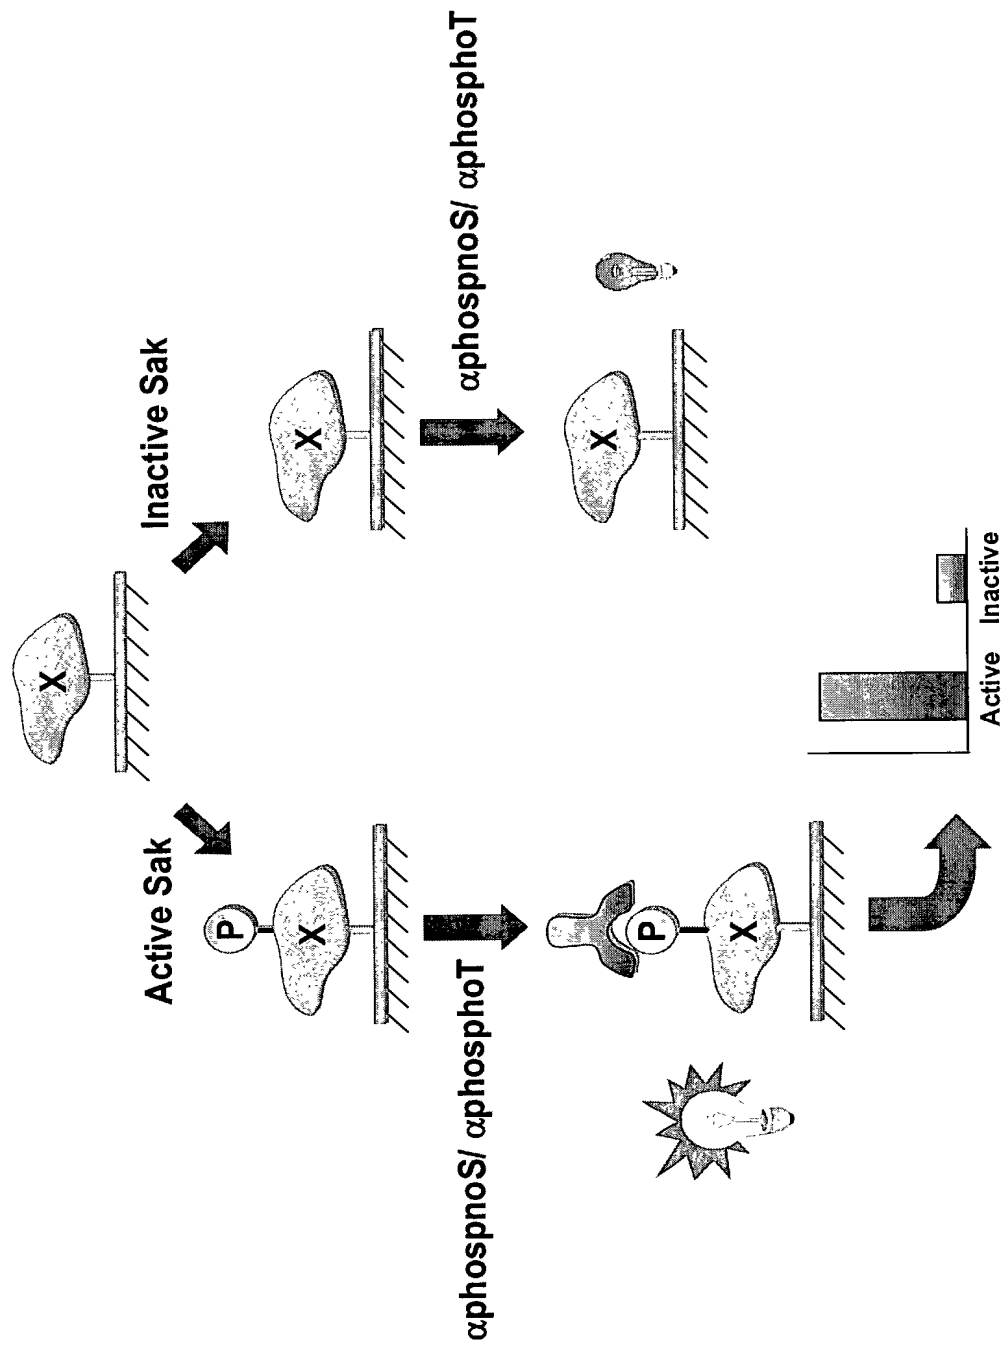 X
Active Sak
Inactive Sak
P
X
X
αphospnoS/ αphosphoT
αphospnoS/ αphosphoT
P
X
X
Active
Inactive